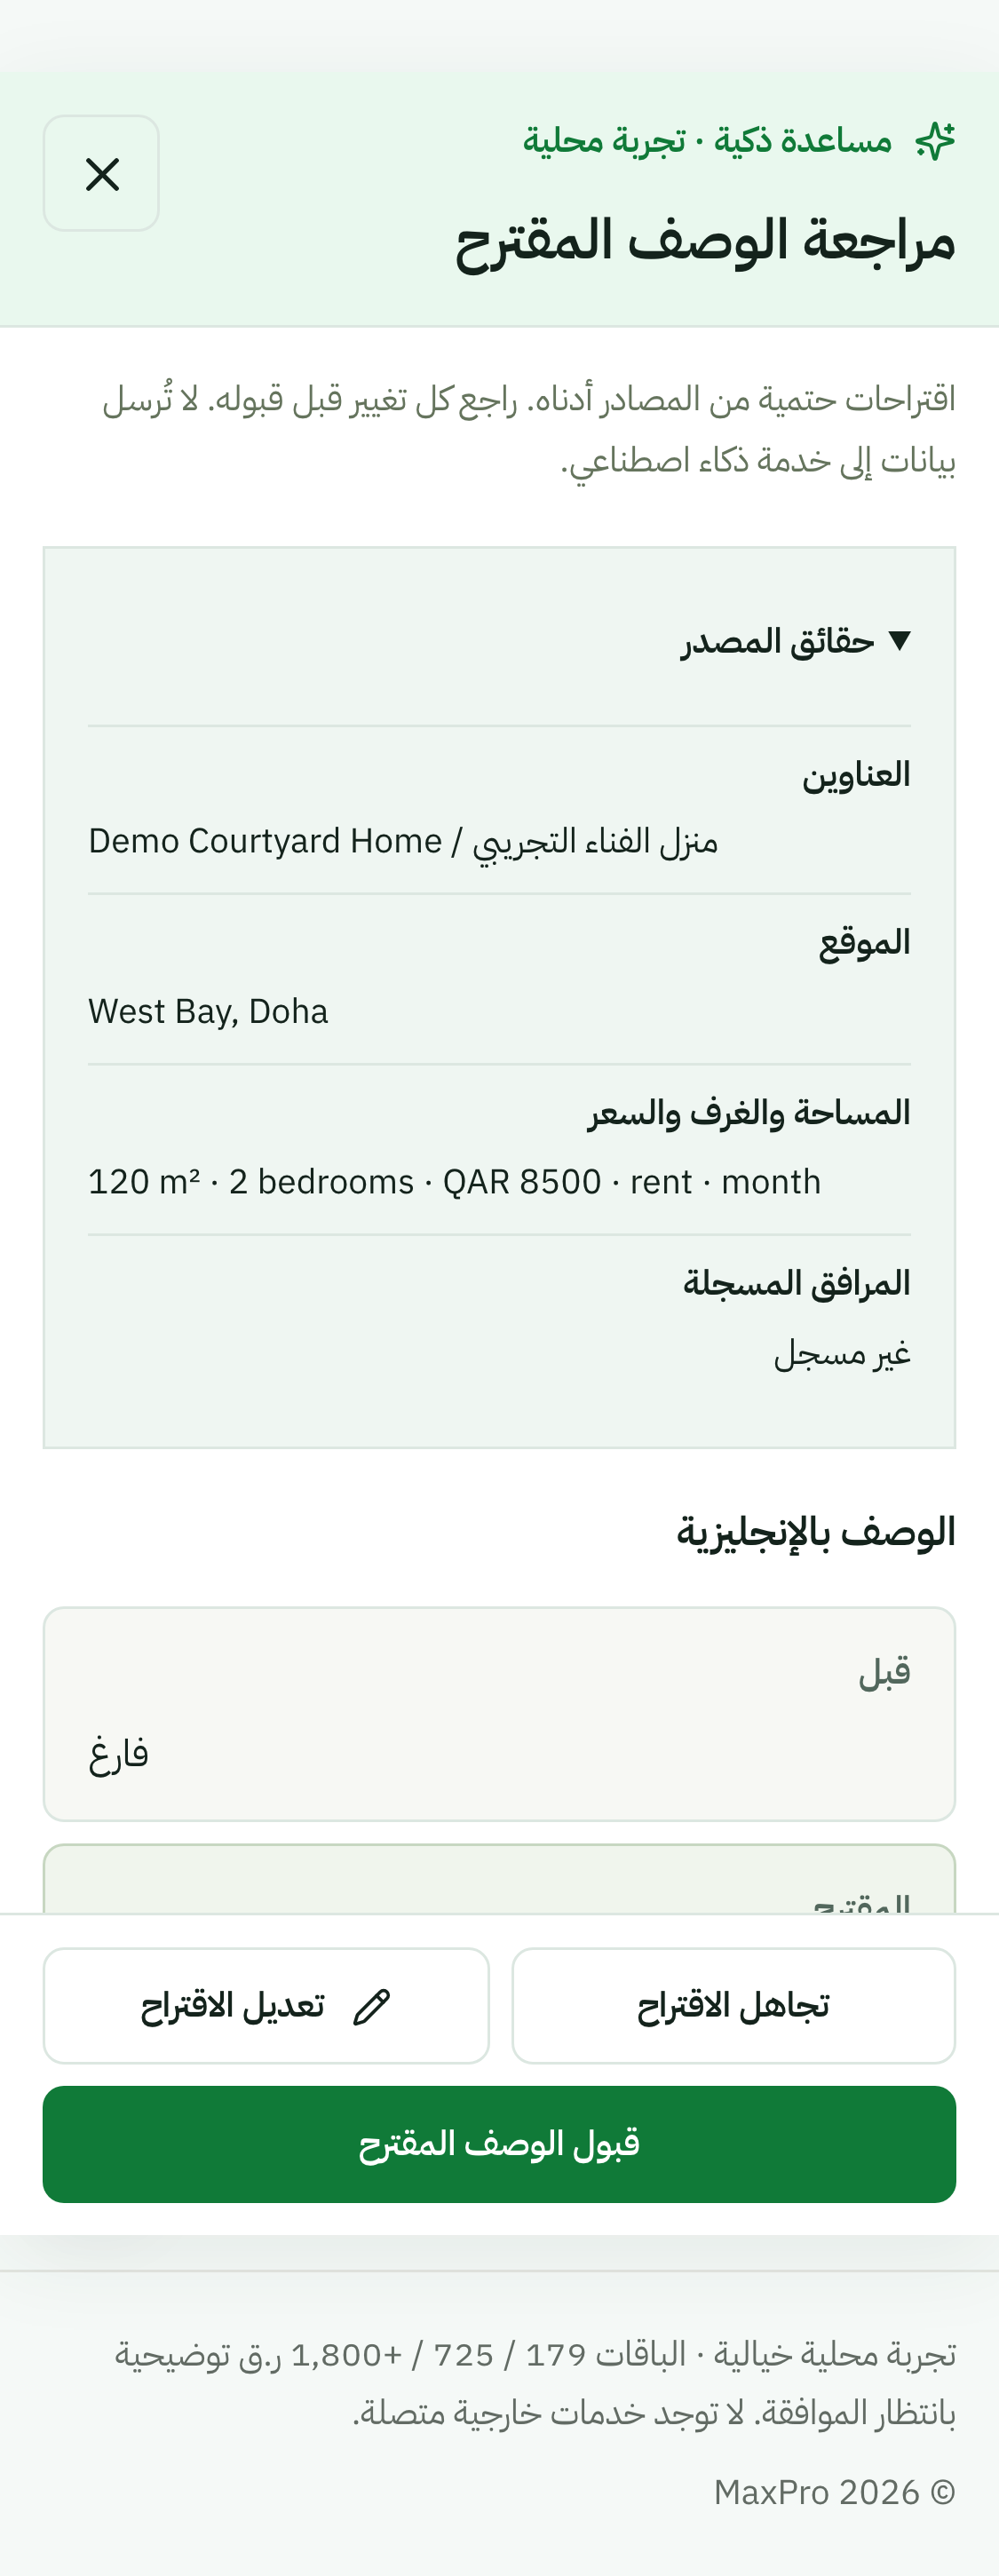 مساعدة ذكية · تجربة محلية
مراجعة الوصف المقترح
اقتراحات حتمية من المصادر أدناه. راجع كل تغيير قبل قبوله. لا تُرسل
بيانات إلى خدمة ذكاء اصطناعي.
▼ حقائق المصدر
العناوين
Demo Courtyard Home / منزل الفناء التجريبي
الموقع
West Bay, Doha
المساحة والغرف والسعر
120 m² · 2 bedrooms · QAR 8500 · rent · month
المرافق المسجلة
غير مسجل
الوصف بالإنجليزية
قبل
فارغ
المقترح
تجاهل الاقتراح
تعديل الاقتراح
قبول الوصف المقترح
تجربة محلية خيالية · الباقات 179 / 725 / +1,800 ر.ق توضيحية
بانتظار الموافقة. لا توجد خدمات خارجية متصلة.
© 2026 MaxPro